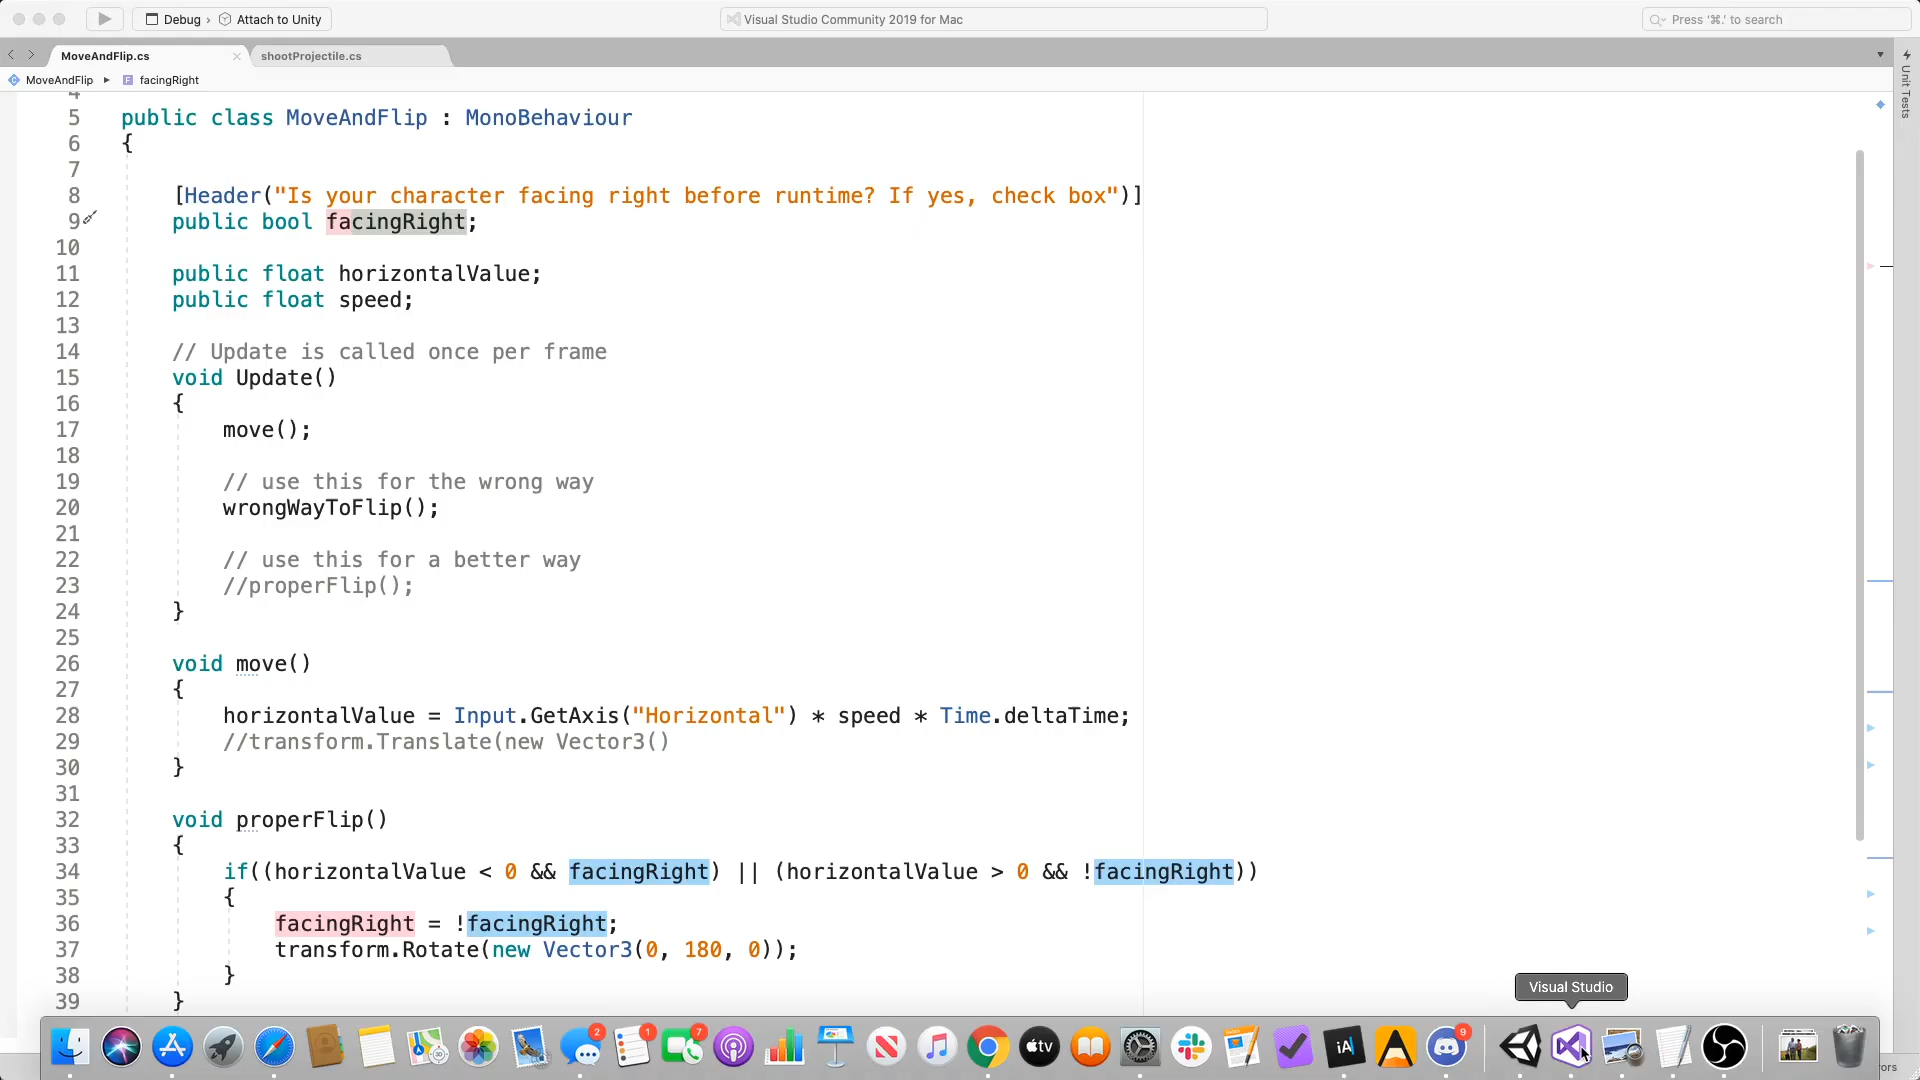 Debug › Attach to Unity
Visual Studio Community 2019 for Mac
Press '⌘.' to search
MoveAndFlip.cs
shootProjectile.cs
MoveAndFlip ▸ facingRight
Unit Tests
4
5 public class MoveAndFlip : MonoBehaviour
6 {
7
8 [Header("Is your character facing right before runtime? If yes, check box")]
9 public bool facingRight;
10
11 public float horizontalValue;
12 public float speed;
13
14 // Update is called once per frame
15 void Update()
16 {
17 move();
18
19 // use this for the wrong way
20 wrongWayToFlip();
21
22 // use this for a better way
23 //properFlip();
24 }
25
26 void move()
27 {
28 horizontalValue = Input.GetAxis("Horizontal") * speed * Time.deltaTime;
29 //transform.Translate(new Vector3()
30 }
31
32 void properFlip()
33 {
34 if((horizontalValue < 0 && facingRight) || (horizontalValue > 0 && !facingRight))
35 {
36 facingRight = !facingRight;
37 transform.Rotate(new Vector3(0, 180, 0));
38 }
39 }
Visual Studio
2
1
7
tv
iA
9